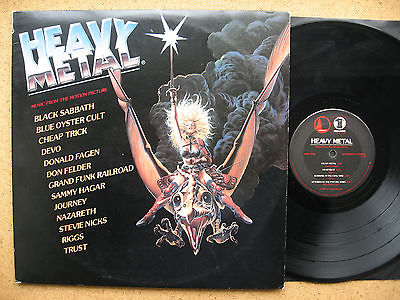 HEAVY
METAL
MUSIC FROM THE MOTION PICTURE
BLACK SABBATH
BLUE OYSTER CULT
CHEAP TRICK
DEVO
DONALD FAGEN
DON FELDER
GRAND FUNK RAILROAD
SAMMY HAGAR
JOURNEY
NAZARETH
STEVIE NICKS
RIGGS
TRUST
HEAVY METAL